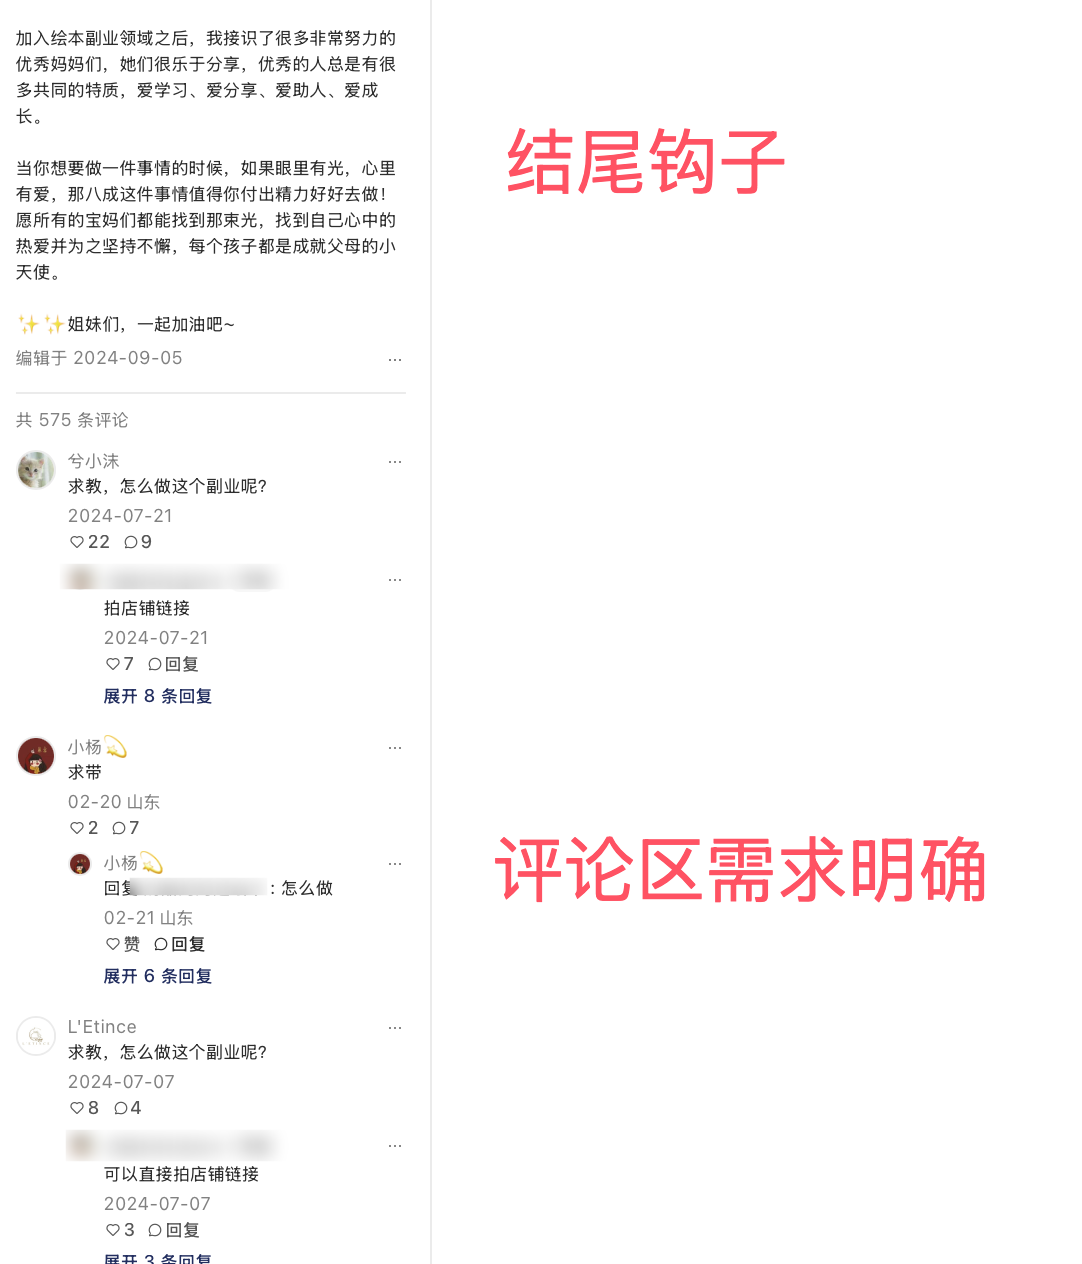 加入绘本副业领域之后，我接识了很多非常努力的
优秀妈妈们，她们很乐于分享，优秀的人总是有很
多共同的特质，爱学习、爱分享、爱助人、爱成
长。
当你想要做一件事情的时候，如果眼里有光，心里
有爱，那八成这件事情值得你付出精力好好去做！
愿所有的宝妈们都能找到那束光，找到自己心中的
热爱并为之坚持不懈，每个孩子都是成就父母的小
天使。
✨✨姐妹们，一起加油吧~
编辑于 2024-09-05
结尾钩子
共 575 条评论
兮小沫
求教，怎么做这个副业呢？
2024-07-21
22 9
拍店铺链接
2024-07-21
7 回复
展开 8 条回复
小杨💫
求带
02-20 山东
2 7
小杨💫
回复 : 怎么做
02-21 山东
赞 回复
展开 6 条回复
评论区需求明确
L'Etince
求教，怎么做这个副业呢？
2024-07-07
8 4
可以直接拍店铺链接
2024-07-07
3 回复
展开 3 条回复